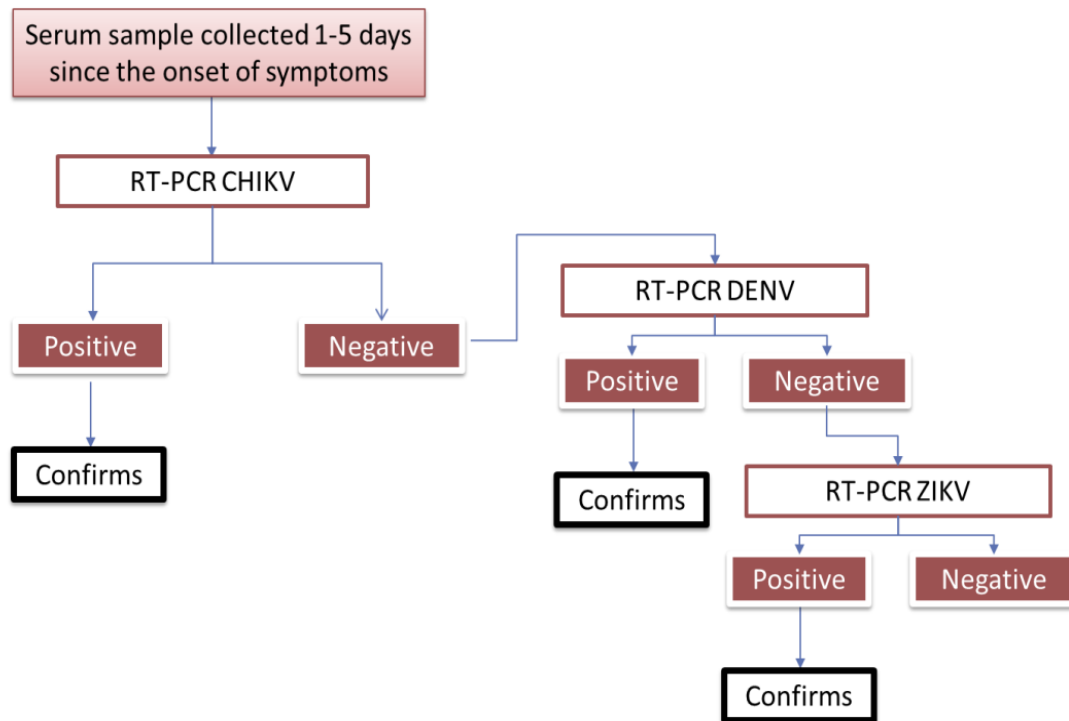 Serum sample collected 1-5 days
since the onset of symptoms
RT-PCR CHIKV
Positive
Negative
Confirms
RT-PCR DENV
Positive
Negative
Confirms
RT-PCR ZIKV
Positive
Negative
Confirms